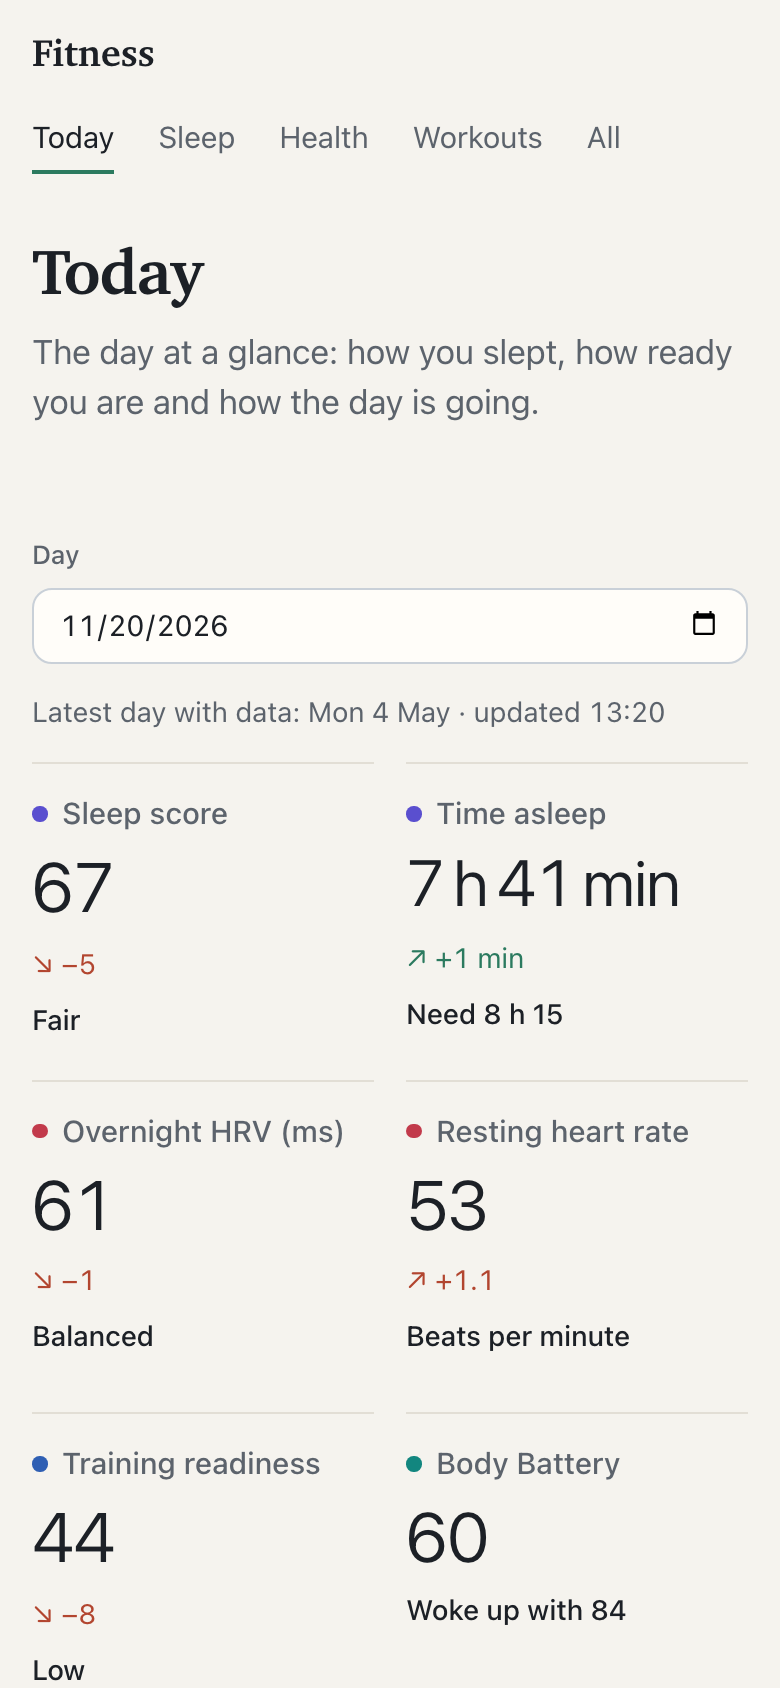 Fitness
Today Sleep Health Workouts All
Today
The day at a glance: how you slept, how ready
you are and how the day is going.
Day
11/20/2026
Latest day with data: Mon 4 May · updated 13:20
Sleep score
67
↘ −5
Fair
Time asleep
7 h 41 min
↗ +1 min
Need 8 h 15
Overnight HRV (ms)
61
↘ −1
Balanced
Resting heart rate
53
↗ +1.1
Beats per minute
Training readiness
44
↘ −8
Low
Body Battery
60
Woke up with 84